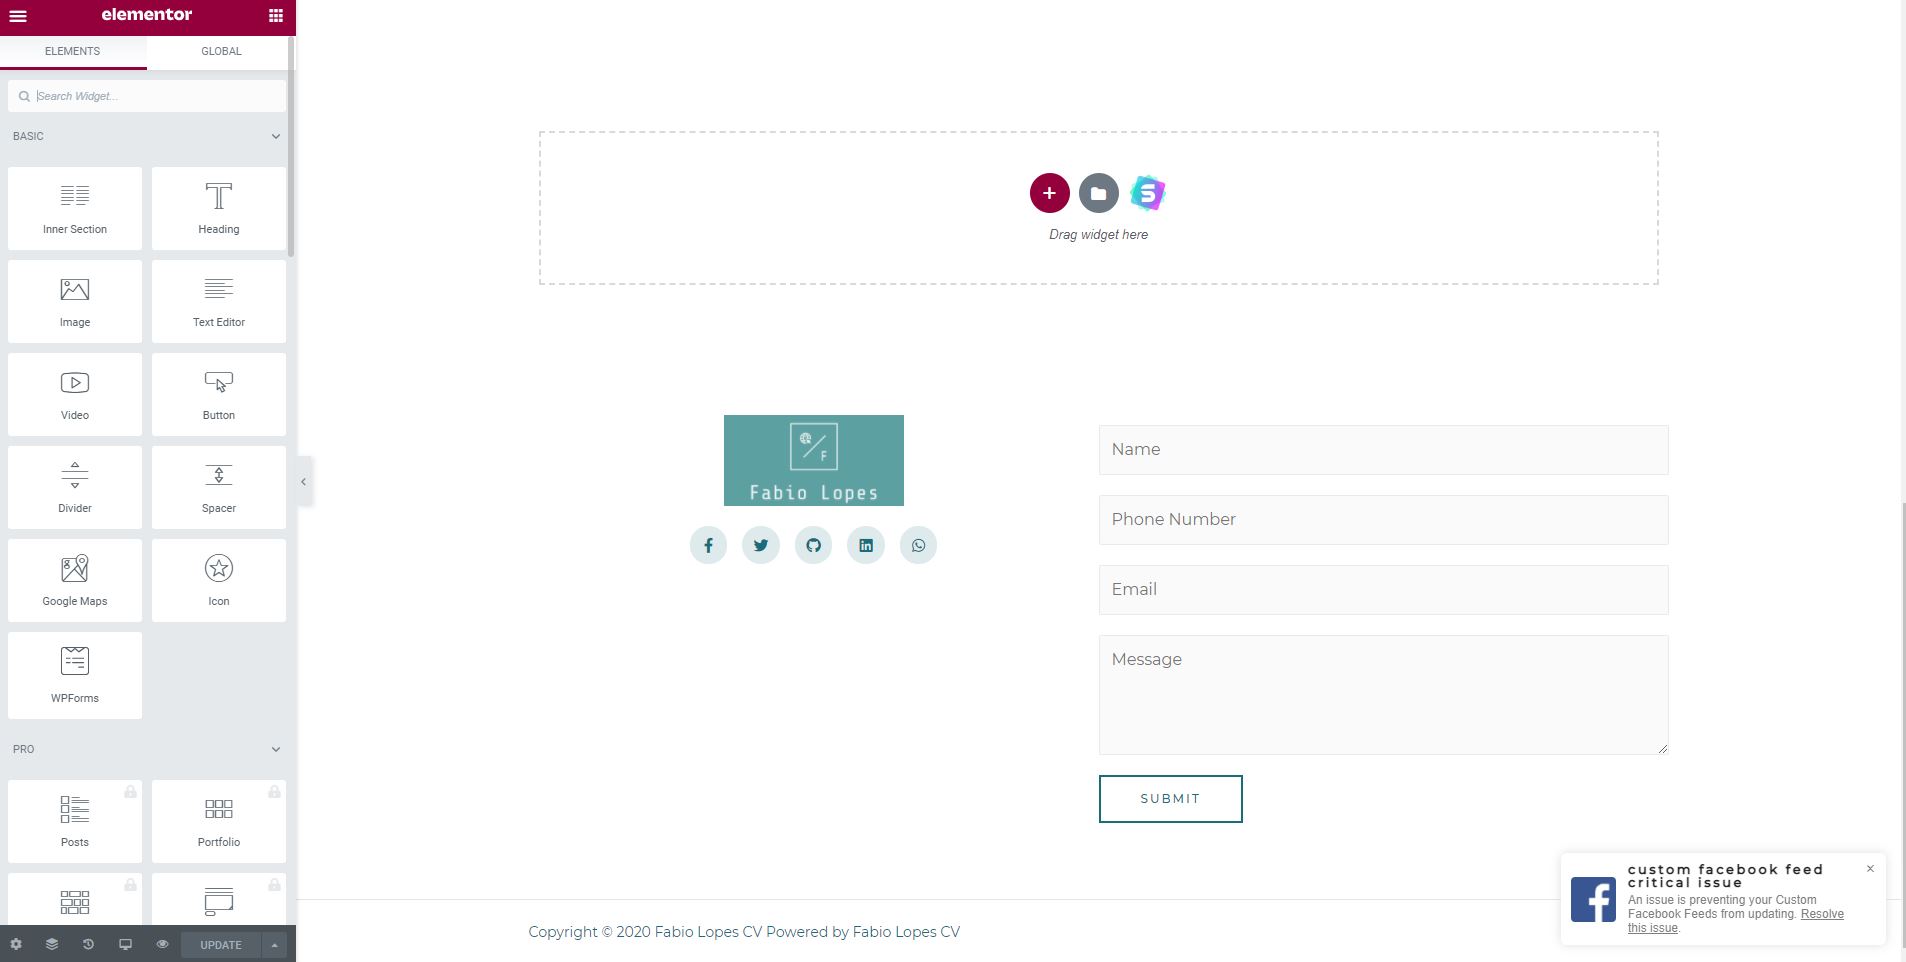 elementor
ELEMENTS GLOBAL
Search Widget...
BASIC
Inner Section Heading
Image Text Editor
Video Button
Divider Spacer
Google Maps Icon
WPForms
PRO
Posts Portfolio
UPDATE
Drag widget here
F
Fabio Lopes
Name
Phone Number
Email
Message
SUBMIT
Copyright © 2020 Fabio Lopes CV Powered by Fabio Lopes CV
custom facebook feed
critical issue
An issue is preventing your Custom
Facebook Feeds from updating. Resolve
this issue.